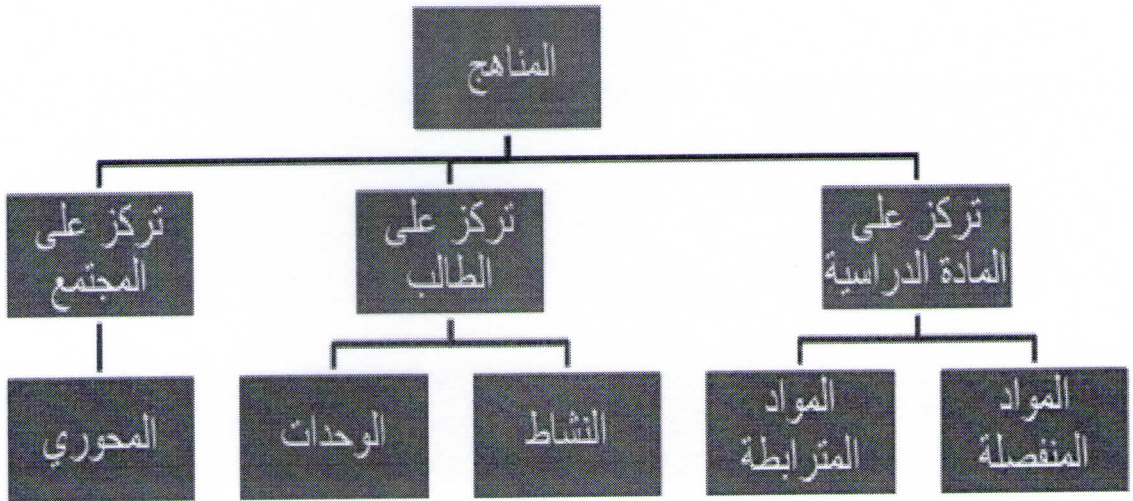 المناهج
تركز على
المادة الدراسية
تركز على
الطالب
تركز على
المجتمع
المواد
المنفصلة
المواد
المترابطة
النشاط
الوحدات
المحوري